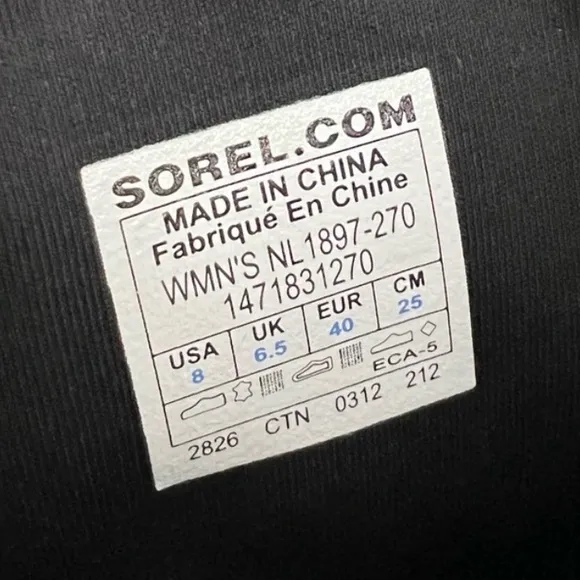 SOREL.COM
MADE IN CHINA
Fabriqué En Chine
WMN'S NL1897-270
1471831270
USA UK EUR CM
8 6.5 40 25
ECA-5
2826 CTN 0312 212